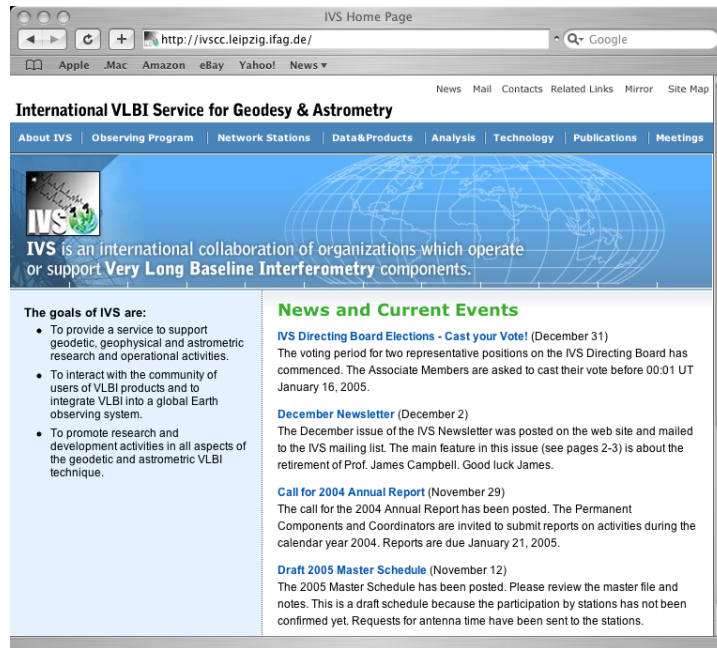 IVS Home Page
http://ivscc.leipzig.ifag.de/
Google
Apple .Mac Amazon eBay Yahoo! News
News Mail Contacts Related Links Mirror Site Map
International VLBI Service for Geodesy & Astrometry
About IVS Observing Program Network Stations Data&Products Analysis Technology Publications Meetings
IVS
IVS is an international collaboration of organizations which operate
or support Very Long Baseline Interferometry components.
The goals of IVS are:
To provide a service to support
geodetic, geophysical and astrometric
research and operational activities.
To interact with the community of
users of VLBI products and to
integrate VLBI into a global Earth
observing system.
To promote research and
development activities in all aspects of
the geodetic and astrometric VLBI
technique.
News and Current Events
IVS Directing Board Elections - Cast your Vote! (December 31)
The voting period for two representative positions on the IVS Directing Board has
commenced. The Associate Members are asked to cast their vote before 00:01 UT
January 16, 2005.
December Newsletter (December 2)
The December issue of the IVS Newsletter was posted on the web site and mailed
to the IVS mailing list. The main feature in this issue (see pages 2-3) is about the
retirement of Prof. James Campbell. Good luck James.
Call for 2004 Annual Report (November 29)
The call for the 2004 Annual Report has been posted. The Permanent
Components and Coordinators are invited to submit reports on activities during the
calendar year 2004. Reports are due January 21, 2005.
Draft 2005 Master Schedule (November 12)
The 2005 Master Schedule has been posted. Please review the master file and
notes. This is a draft schedule because the participation by stations has not been
confirmed yet. Requests for antenna time have been sent to the stations.